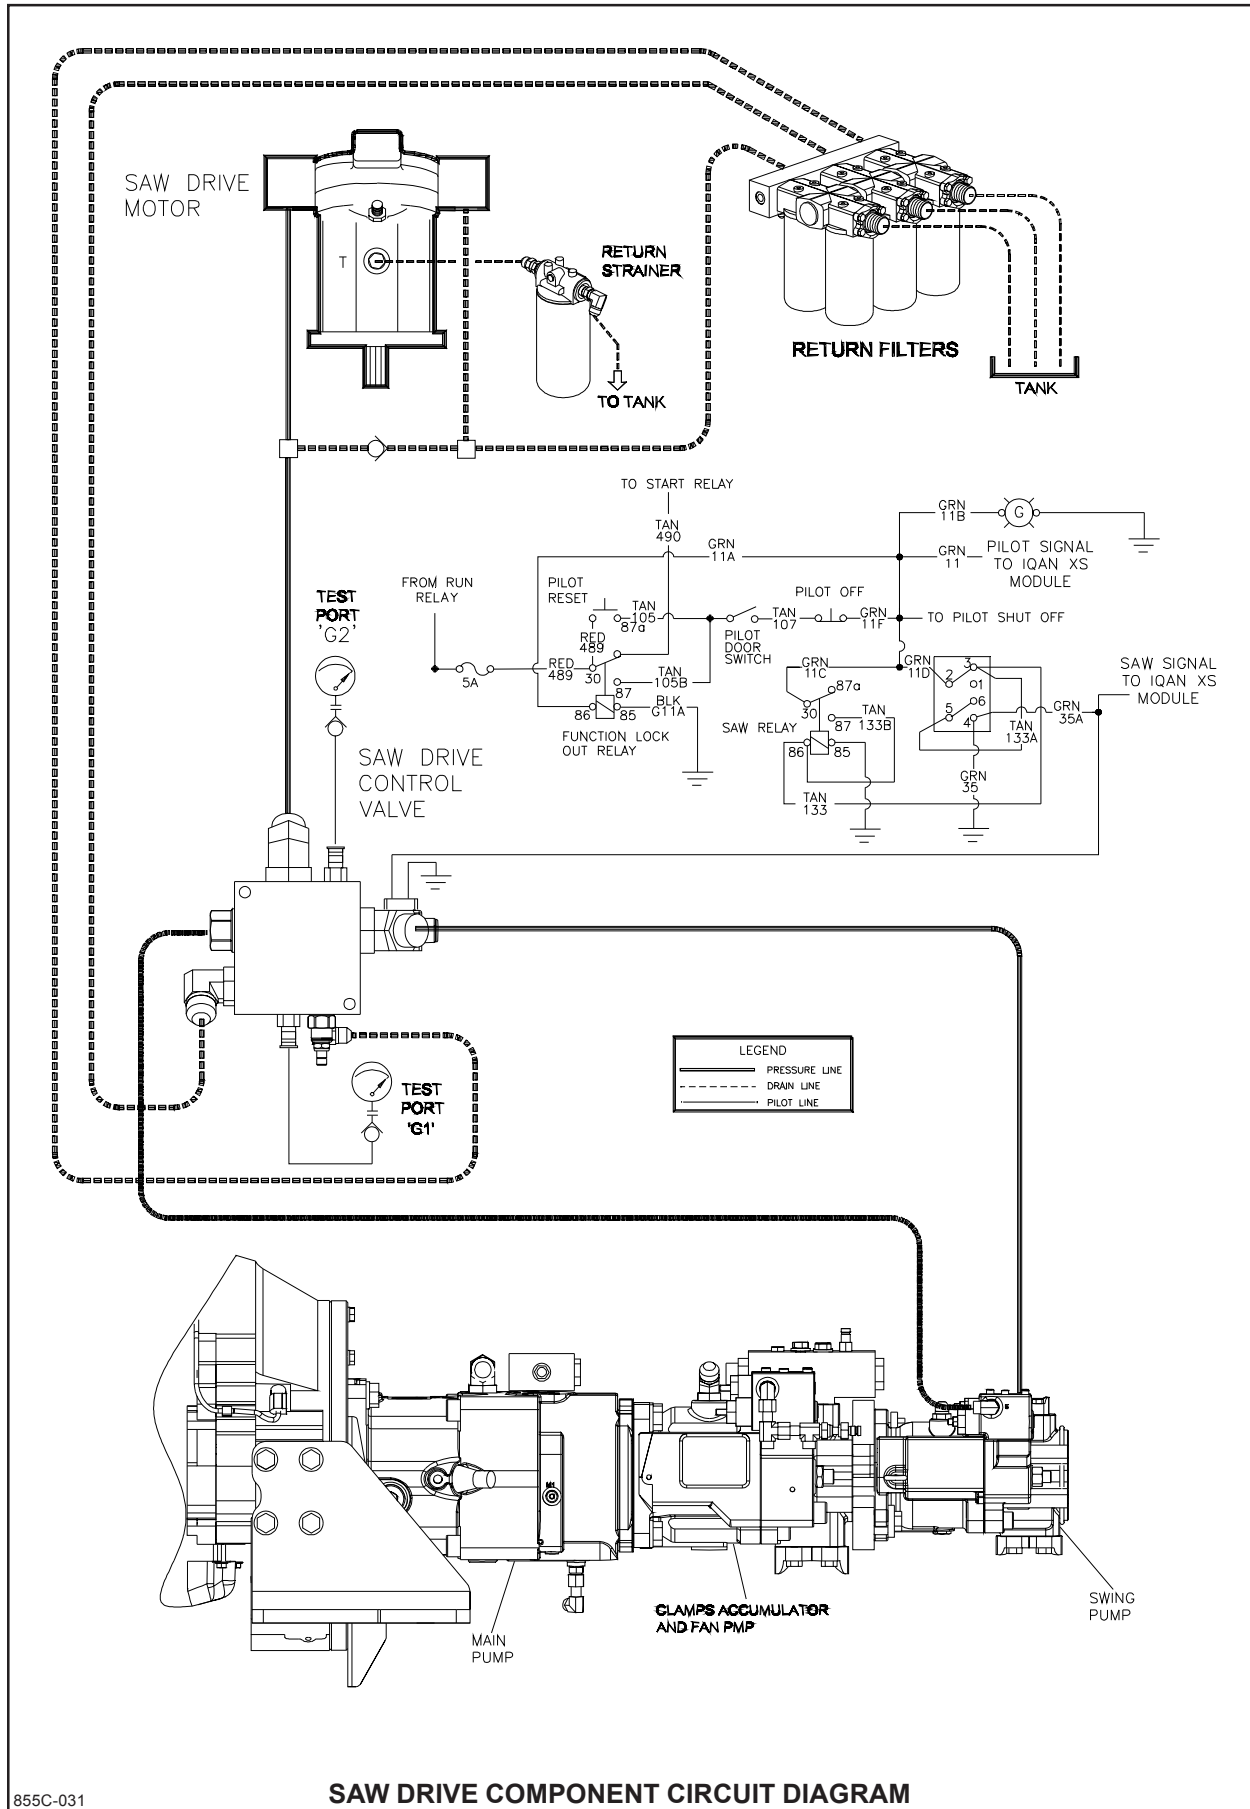 SAW DRIVE
MOTOR
T
RETURN
STRAINER
TO TANK
RETURN FILTERS
TANK
TO START RELAY
TAN
490
GRN
11A
GRN
11B
G
GRN
11
PILOT SIGNAL
TO IQAN XS
MODULE
FROM RUN
RELAY
PILOT
RESET
TAN
105
87a
PILOT OFF
TAN
107
GRN
11F
TO PILOT SHUT OFF
PILOT
DOOR
SWITCH
RED
489
RED
489
5A
30
TAN
105B
87
86
85
BLK
G11A
FUNCTION LOCK
OUT RELAY
GRN
11C
87a
30
TAN
133B
87
SAW RELAY
86
85
TAN
133
GRN
11D
2
3
1
5
6
4
GRN
35A
TAN
133A
GRN
35
SAW SIGNAL
TO IQAN XS
MODULE
TEST
PORT
'G2'
SAW DRIVE
CONTROL
VALVE
TEST
PORT
'G1'
LEGEND
PRESSURE LINE
DRAIN LINE
PILOT LINE
M1
MAIN
PUMP
CLAMPS ACCUMULATOR
AND FAN PMP
SWING
PUMP
855C-031
SAW DRIVE COMPONENT CIRCUIT DIAGRAM